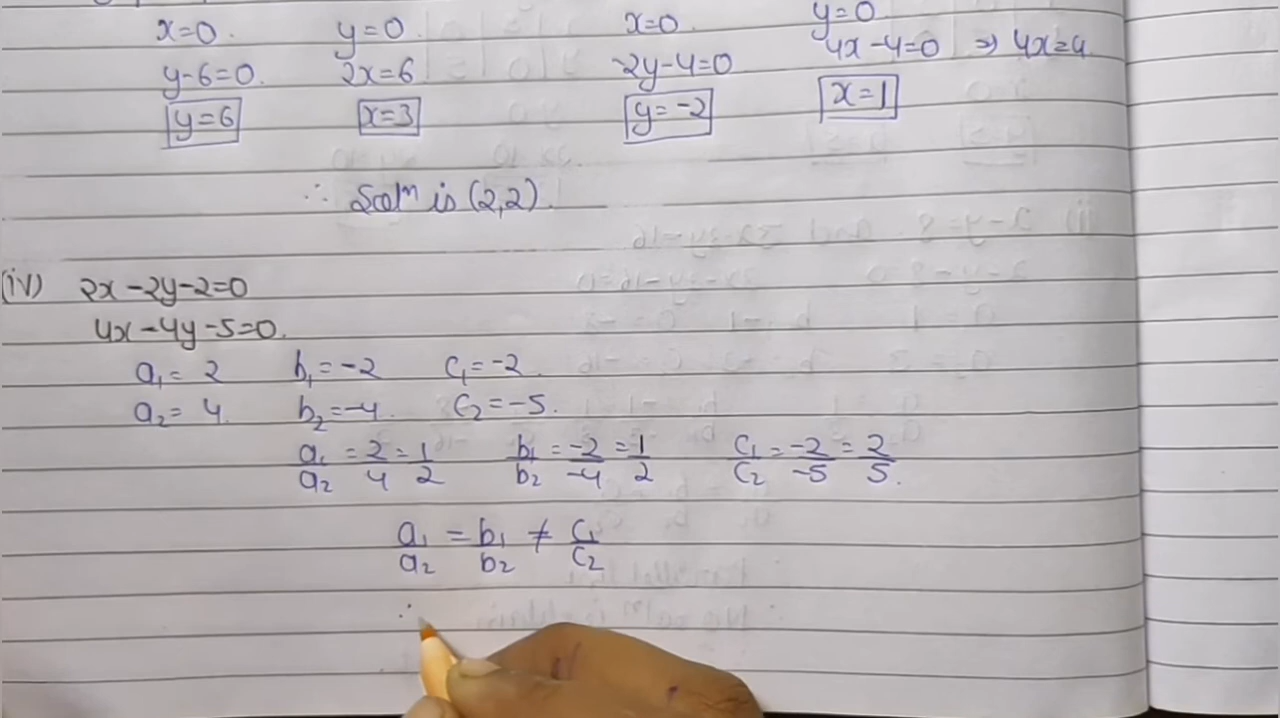 x=0. y=0. x=0. y=0
y-6=0. 2x=6 -2y-4=0 4x-4=0 ⇒ 4x=4
y=6 x=3 y=-2 x=1
∴ Solⁿ is (2,2)
(iv) 2x-2y-2=0
4x-4y-5=0.
a₁=2 b₁=-2 c₁=-2.
a₂=4. b₂=-4. c₂=-5.
a₁/a₂ = 2/4 = 1/2 b₁/b₂ = -2/-4 = 1/2 c₁/c₂ = -2/-5 = 2/5.
a₁/a₂ = b₁/b₂ ≠ c₁/c₂